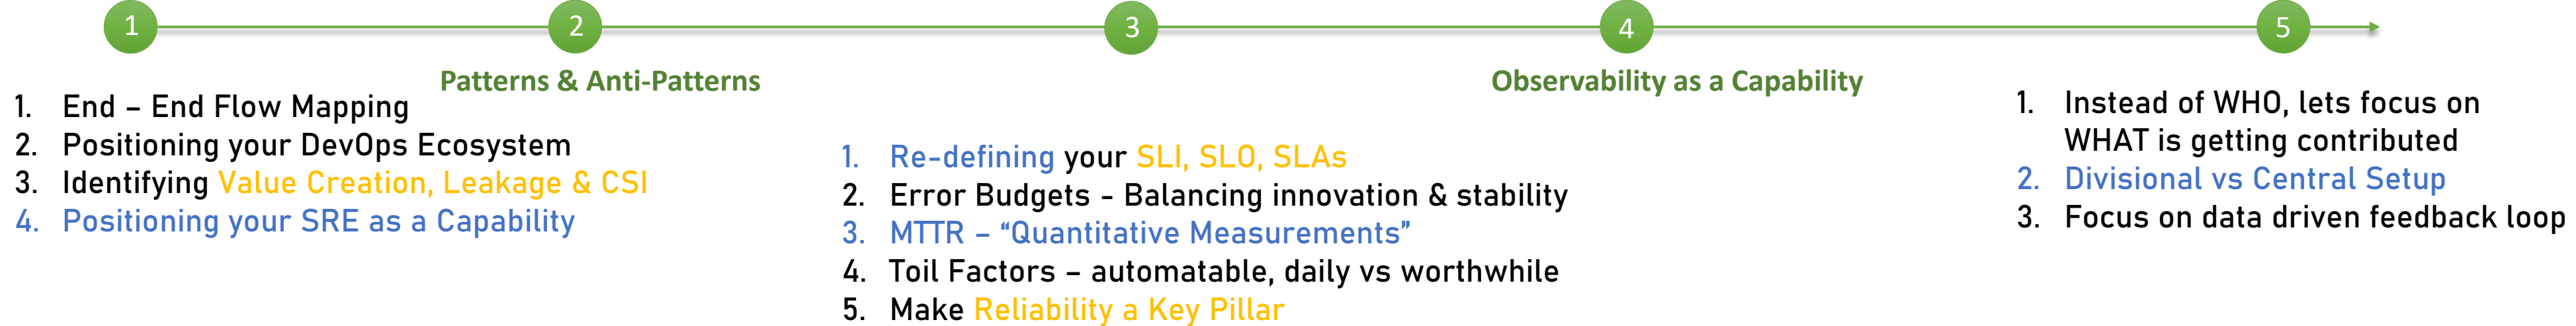 1
2
3
4
5
Patterns & Anti-Patterns
Observability as a Capability
1. End – End Flow Mapping
2. Positioning your DevOps Ecosystem
3. Identifying Value Creation, Leakage & CSI
4. Positioning your SRE as a Capability
1. Re-defining your SLI, SLO, SLAs
2. Error Budgets - Balancing innovation & stability
3. MTTR – “Quantitative Measurements”
4. Toil Factors – automatable, daily vs worthwhile
5. Make Reliability a Key Pillar
1. Instead of WHO, lets focus on
WHAT is getting contributed
2. Divisional vs Central Setup
3. Focus on data driven feedback loop